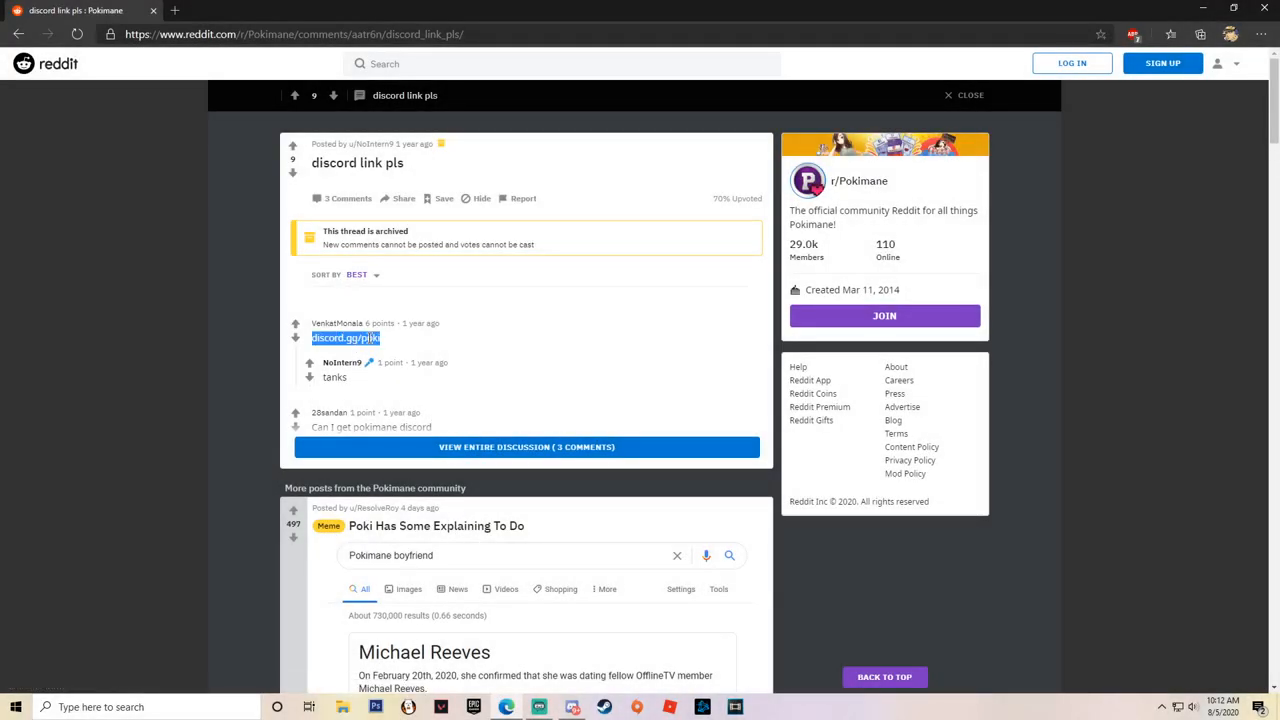 discord link pls : Pokimane
https://www.reddit.com/r/Pokimane/comments/aatr6n/discord_link_pls/
reddit
Search
LOG IN
SIGN UP
9
discord link pls
CLOSE
Posted by u/NoIntern9 1 year ago
9
discord link pls
3 Comments Share Save Hide Report
70% Upvoted
This thread is archived
New comments cannot be posted and votes cannot be cast
SORT BY BEST
VenkatMonala 6 points · 1 year ago
discord.gg/poki
NoIntern9 1 point · 1 year ago
tanks
28sandan 1 point · 1 year ago
Can I get pokimane discord
VIEW ENTIRE DISCUSSION ( 3 COMMENTS)
More posts from the Pokimane community
Posted by u/ResolveRoy 4 days ago
497
Meme Poki Has Some Explaining To Do
Pokimane boyfriend
All Images News Videos Shopping More Settings Tools
About 730,000 results (0.66 seconds)
Michael Reeves
On February 20th, 2020, she confirmed that she was dating fellow OfflineTV member
Michael Reeves.
r/Pokimane
The official community Reddit for all things
Pokimane!
29.0k 110
Members Online
Created Mar 11, 2014
JOIN
Help About
Reddit App Careers
Reddit Coins Press
Reddit Premium Advertise
Reddit Gifts Blog
Terms
Content Policy
Privacy Policy
Mod Policy
Reddit Inc © 2020. All rights reserved
BACK TO TOP
Type here to search
10:12 AM
8/5/2020